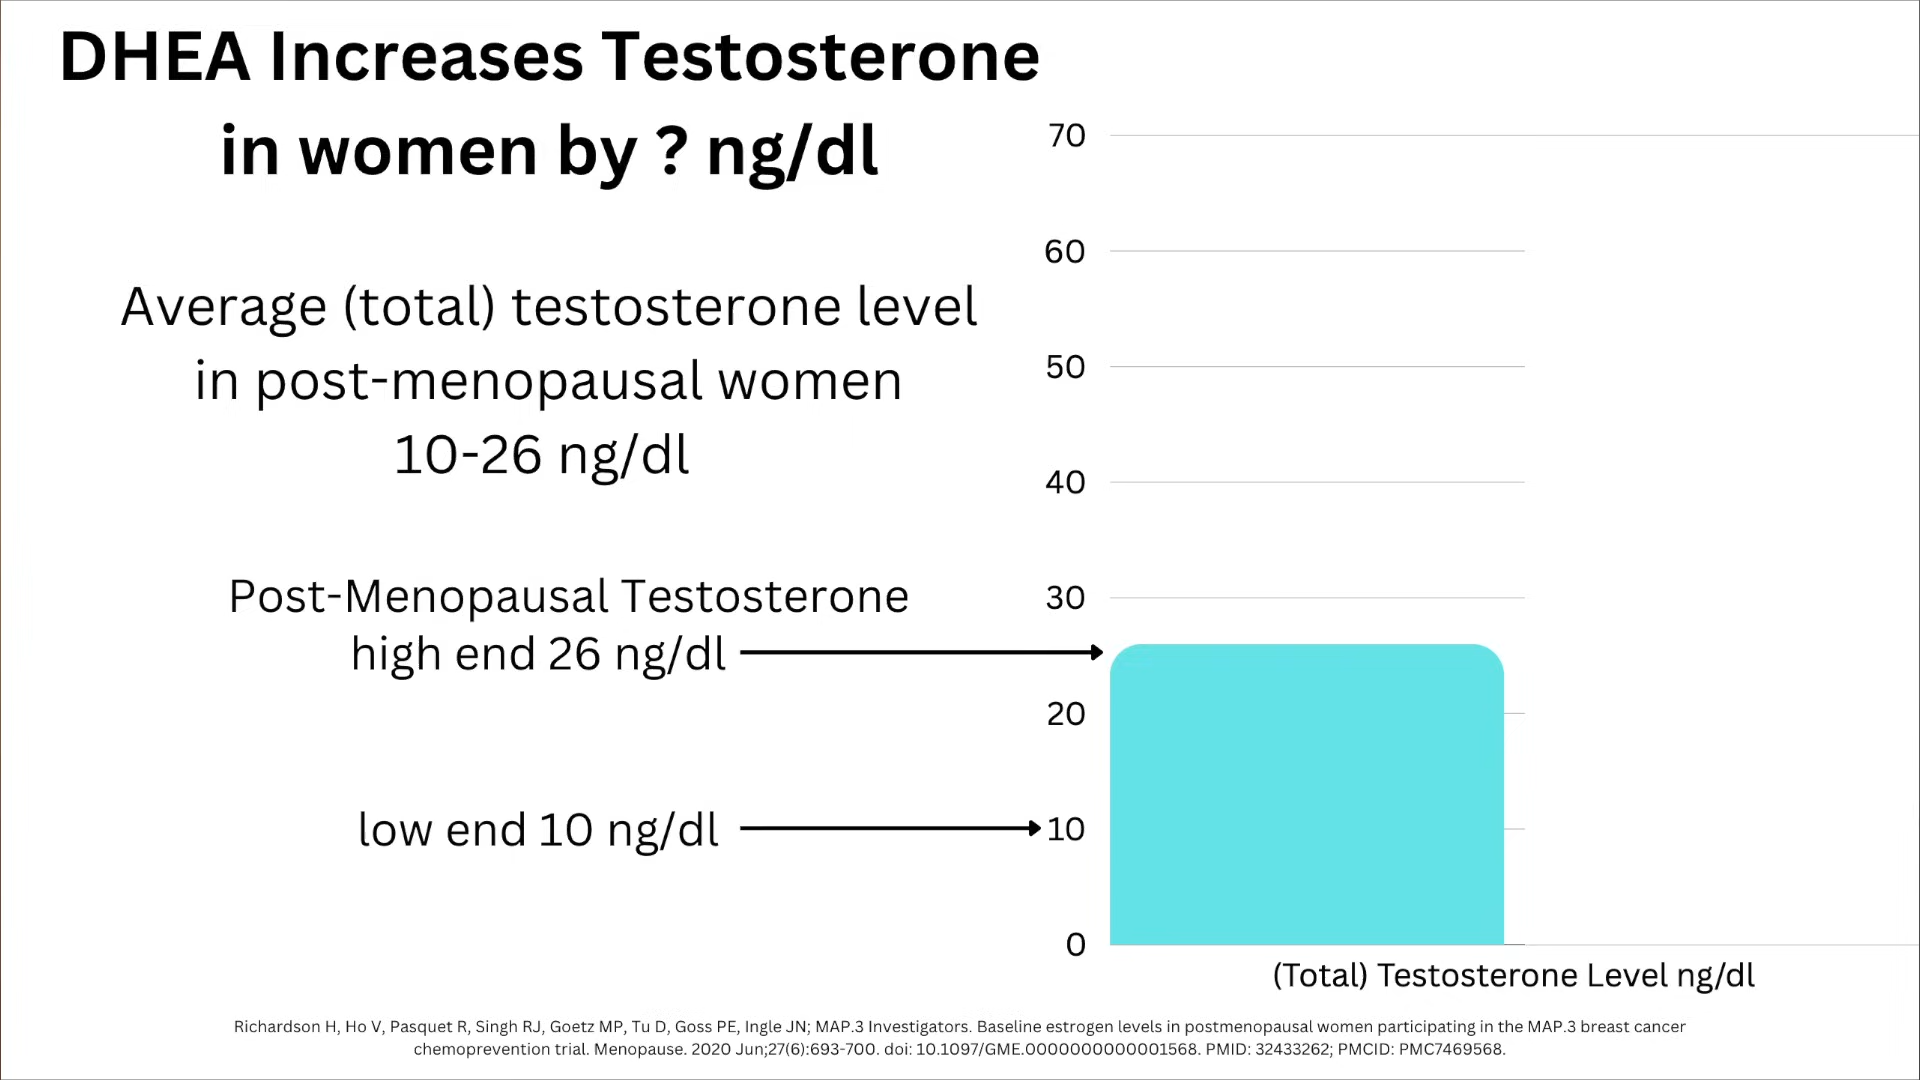 DHEA Increases Testosterone
in women by ? ng/dl
Average (total) testosterone level
in post-menopausal women
10-26 ng/dl
Post-Menopausal Testosterone
high end 26 ng/dl
low end 10 ng/dl
70
60
50
40
30
20
10
0
(Total) Testosterone Level ng/dl
Richardson H, Ho V, Pasquet R, Singh RJ, Goetz MP, Tu D, Goss PE, Ingle JN; MAP.3 Investigators. Baseline estrogen levels in postmenopausal women participating in the MAP.3 breast cancer
chemoprevention trial. Menopause. 2020 Jun;27(6):693-700. doi: 10.1097/GME.0000000000001568. PMID: 32433262; PMCID: PMC7469568.